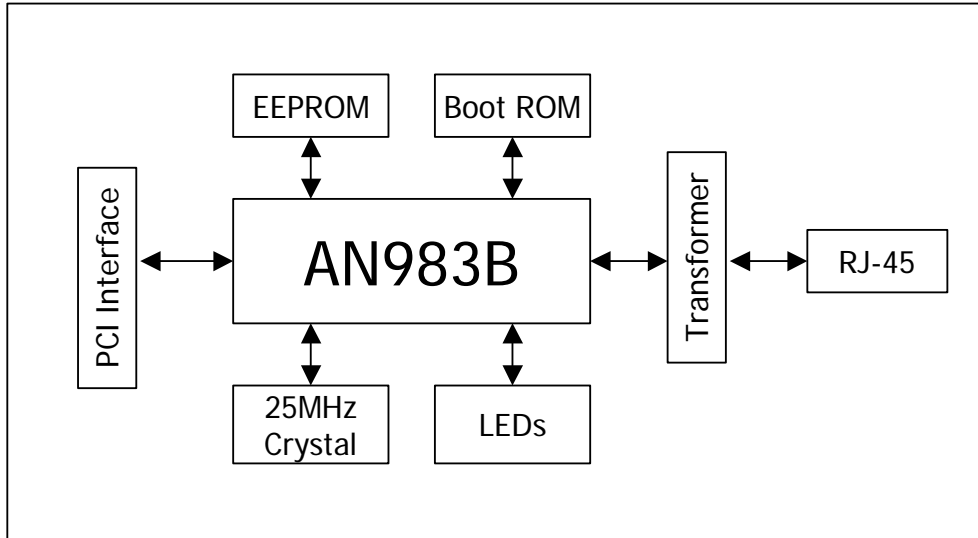 EEPROM
Boot ROM
PCI Interface
AN983B
Transformer
RJ-45
25MHz
Crystal
LEDs